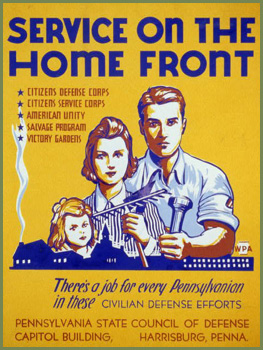 SERVICE ON THE
HOME FRONT
★ CITIZENS DEFENSE CORPS
★ CITIZENS SERVICE CORPS
★ AMERICAN UNITY
★ SALVAGE PROGRAM
★ VICTORY GARDENS
WPA
There's a job for every Pennsylvanian
in these CIVILIAN DEFENSE EFFORTS
PENNSYLVANIA STATE COUNCIL OF DEFENSE
CAPITOL BUILDING, HARRISBURG, PENNA.